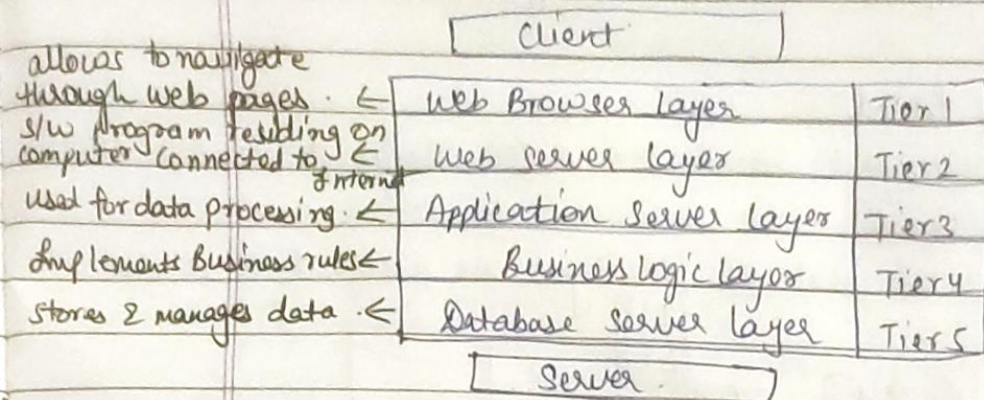 Client
allows to navigate
through web pages. ← Web Browser Layer Tier 1
S/W program residing on
computer connected to ← Web server layer Tier 2
Internet
used for data processing. ← Application Server Layer Tier 3
Implements Business rules ← Business Logic layer Tier 4
Stores & manages data. ← Database Server Layer Tier 5
Server.